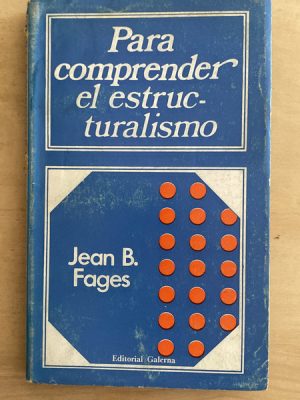 Para
comprender
el estruc-
turalismo
Jean B.
Fages
Editorial Galerna